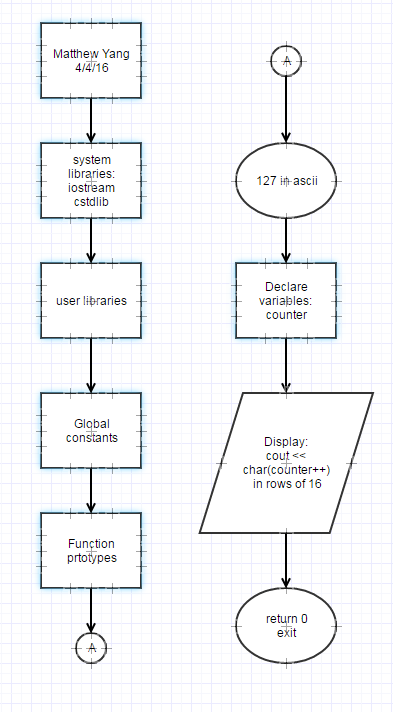 Matthew Yang
4/4/16
system
libraries:
iostream
cstdlib
user libraries
Global
constants
Function
prtotypes
A
A
127 in ascii
Declare
variables:
counter
Display:
cout <<
char(counter++)
in rows of 16
return 0
exit